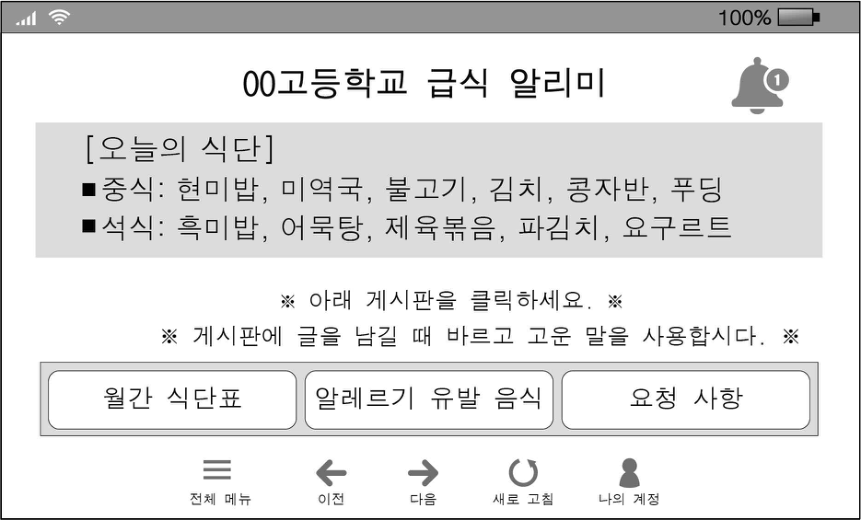 100%
00고등학교 급식 알리미
1
[오늘의 식단]
■중식: 현미밥, 미역국, 불고기, 김치, 콩자반, 푸딩
■석식: 흑미밥, 어묵탕, 제육볶음, 파김치, 요구르트
※ 아래 게시판을 클릭하세요. ※
※ 게시판에 글을 남길 때 바르고 고운 말을 사용합시다. ※
월간 식단표 알레르기 유발 음식 요청 사항
전체 메뉴 이전 다음 새로 고침 나의 계정